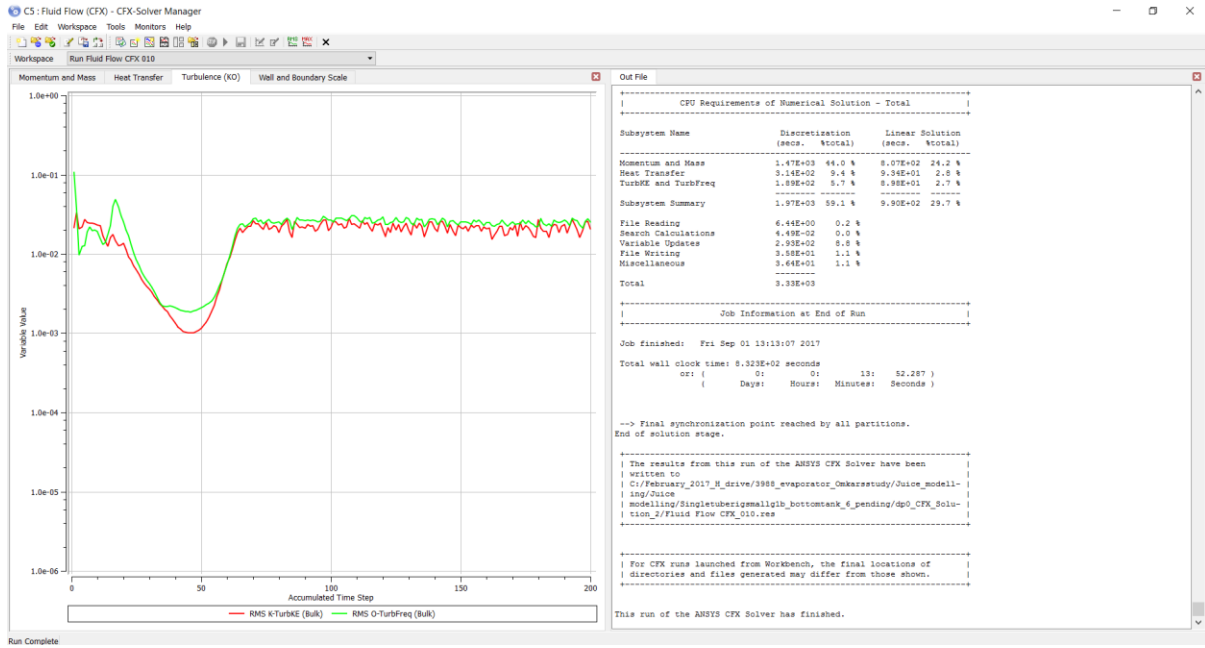 C5 : Fluid Flow (CFX) - CFX-Solver Manager
File Edit Workspace Tools Monitors Help
Workspace Run Fluid Flow CFX 010
Momentum and Mass Heat Transfer Turbulence (KO) Wall and Boundary Scale
1.0e+00
1.0e-01
1.0e-02
1.0e-03
1.0e-04
1.0e-05
1.0e-06
Variable Value
0 50 100 150 200
Accumulated Time Step
RMS K-TurbKE (Bulk) RMS O-TurbFreq (Bulk)
Out File
+--------------------------------------------------------------------+
| CPU Requirements of Numerical Solution - Total |
+--------------------------------------------------------------------+
Subsystem Name Discretization Linear Solution
(secs. %total) (secs. %total)
----------------------------------------------------------------------
Momentum and Mass 1.47E+03 44.0 % 8.07E+02 24.2 %
Heat Transfer 3.14E+02 9.4 % 9.34E+01 2.8 %
TurbKE and TurbFreq 1.89E+02 5.7 % 8.98E+01 2.7 %
-------- ------- -------- ------
Subsystem Summary 1.97E+03 59.1 % 9.90E+02 29.7 %
File Reading 6.44E+00 0.2 %
Search Calculations 4.49E-02 0.0 %
Variable Updates 2.93E+02 8.8 %
File Writing 3.58E+01 1.1 %
Miscellaneous 3.64E+01 1.1 %
--------
Total 3.33E+03
+--------------------------------------------------------------------+
| Job Information at End of Run |
+--------------------------------------------------------------------+
Job finished: Fri Sep 01 13:13:07 2017
Total wall clock time: 8.323E+02 seconds
or: ( 0: 0: 13: 52.287 )
( Days: Hours: Minutes: Seconds )
--> Final synchronization point reached by all partitions.
End of solution stage.
+--------------------------------------------------------------------+
| The results from this run of the ANSYS CFX Solver have been |
| written to |
| C:/February_2017_H_drive/3988_evaporator_Omkarsstudy/Juice_modell- |
| ing/Juice |
| modelling/Singletuberigsmallg1b_bottomtank_6_pending/dp0_CFX_Solu- |
| tion_2/Fluid Flow CFX_010.res |
+--------------------------------------------------------------------+
+--------------------------------------------------------------------+
| For CFX runs launched from Workbench, the final locations of |
| directories and files generated may differ from those shown. |
+--------------------------------------------------------------------+
This run of the ANSYS CFX Solver has finished.
Run Complete